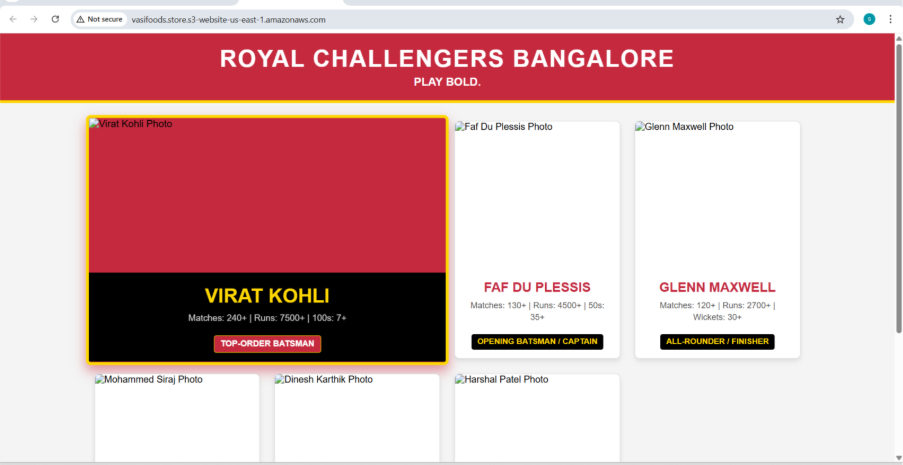 Not secure
vasifoods.store.s3-website-us-east-1.amazonaws.com
S
ROYAL CHALLENGERS BANGALORE
PLAY BOLD.
Virat Kohli Photo
VIRAT KOHLI
Matches: 240+ | Runs: 7500+ | 100s: 7+
TOP-ORDER BATSMAN
Faf Du Plessis Photo
FAF DU PLESSIS
Matches: 130+ | Runs: 4500+ | 50s:
35+
OPENING BATSMAN / CAPTAIN
Glenn Maxwell Photo
GLENN MAXWELL
Matches: 120+ | Runs: 2700+ |
Wickets: 30+
ALL-ROUNDER / FINISHER
Mohammed Siraj Photo
Dinesh Karthik Photo
Harshal Patel Photo